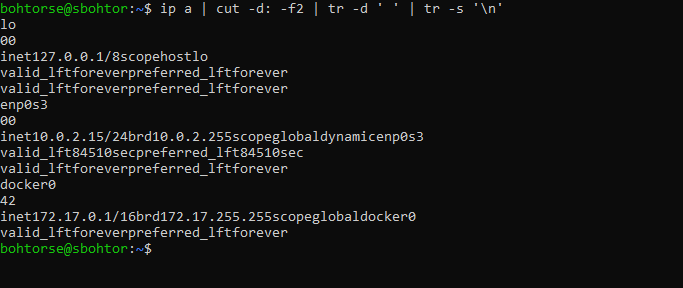 bohtorse@sbohtor:~$ ip a | cut -d: -f2 | tr -d ' ' | tr -s '\n'
lo
00
inet127.0.0.1/8scopehostlo
valid_lftforeverpreferred_lftforever
valid_lftforeverpreferred_lftforever
enp0s3
00
inet10.0.2.15/24brd10.0.2.255scopeglobaldynamicenp0s3
valid_lft84510secpreferred_lft84510sec
valid_lftforeverpreferred_lftforever
docker0
42
inet172.17.0.1/16brd172.17.255.255scopeglobaldocker0
valid_lftforeverpreferred_lftforever
bohtorse@sbohtor:~$